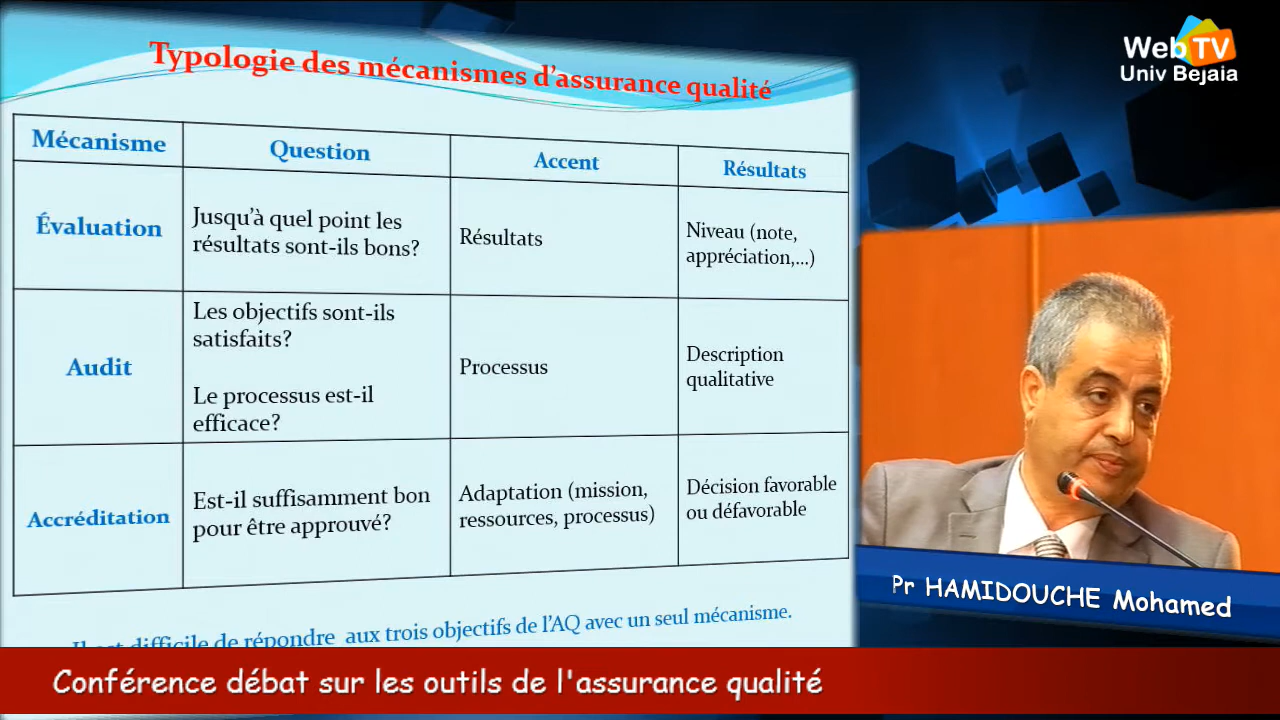 Typologie des mécanismes d'assurance qualité
Mécanisme
Question
Accent
Résultats
Évaluation
Jusqu'à quel point les
résultats sont-ils bons?
Résultats
Niveau (note,
appréciation,...)
Audit
Les objectifs sont-ils
satisfaits?
Le processus est-il
efficace?
Processus
Description
qualitative
Accréditation
Est-il suffisamment bon
pour être approuvé?
Adaptation (mission,
ressources, processus)
Décision favorable
ou défavorable
Il est difficile de répondre aux trois objectifs de l'AQ avec un seul mécanisme.
Web TV
Univ Bejaia
Pr HAMIDOUCHE Mohamed
Conférence débat sur les outils de l'assurance qualité